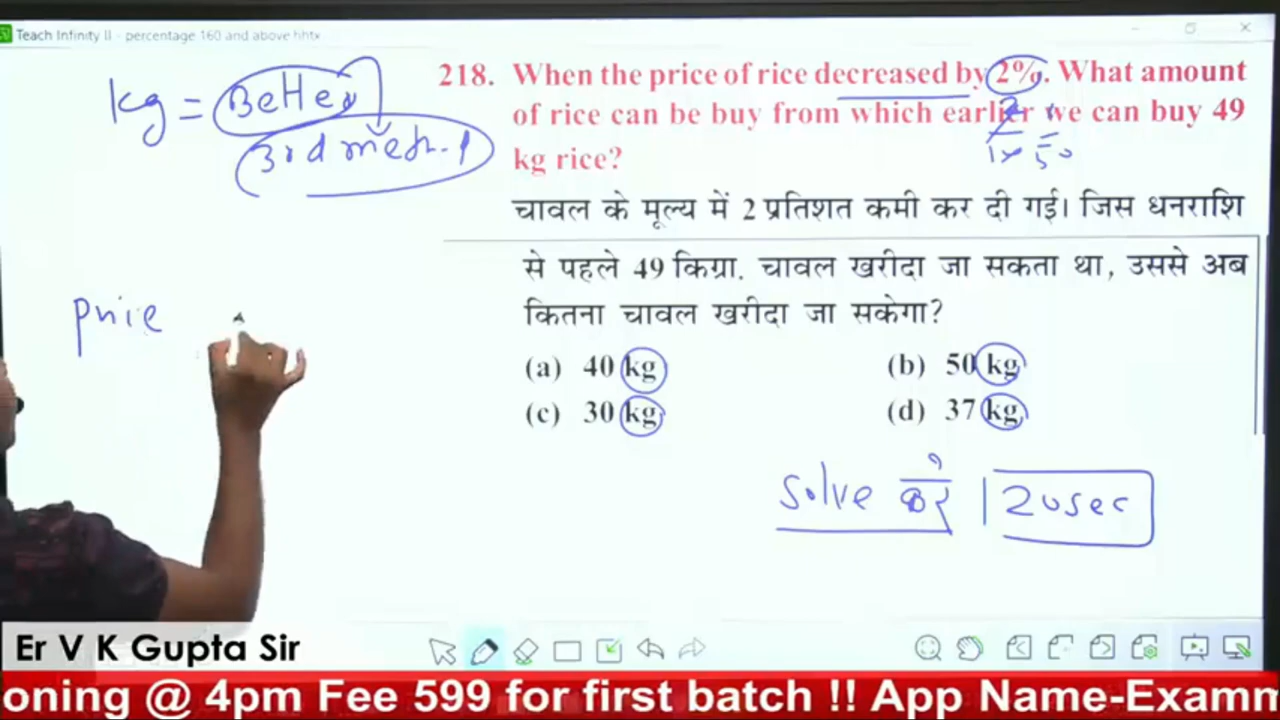 Teach Infinity II - percentage 160 and above hhtx
kg = Better
3rd meth.
218. When the price of rice decreased by 2%. What amount
of rice can be buy from which earlier we can buy 49
kg rice?
2 1
100 50
चावल के मूल्य में 2 प्रतिशत कमी कर दी गई। जिस धनराशि
से पहले 49 किग्रा. चावल खरीदा जा सकता था, उससे अब
कितना चावल खरीदा जा सकेगा?
(a) 40 kg (b) 50 kg
(c) 30 kg (d) 37 kg
price
solve करें 20sec
Er V K Gupta Sir
oning @ 4pm Fee 599 for first batch !! App Name-Examm